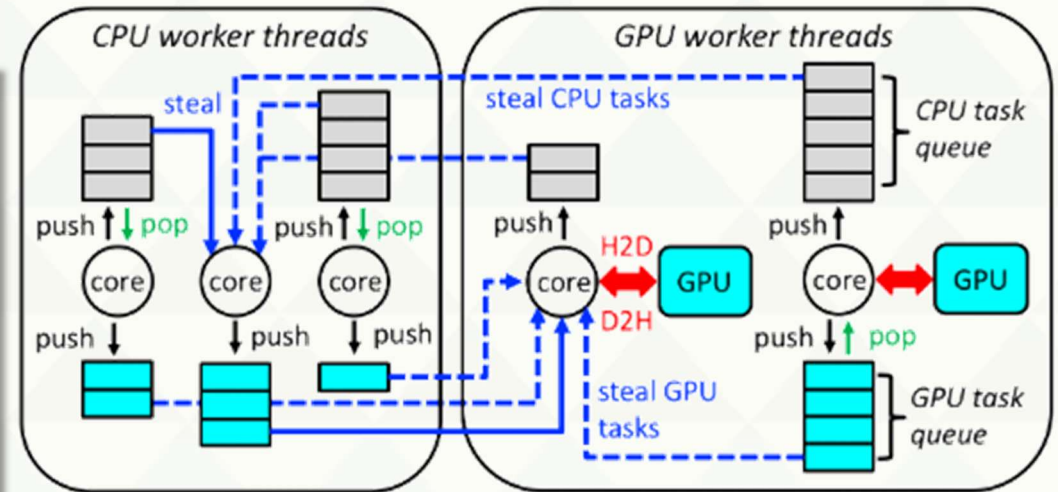 CPU worker threads
GPU worker threads
steal
steal CPU tasks
CPU task
queue
push
pop
push
pop
push
push
H2D
core
core
core
core
GPU
core
GPU
D2H
push
push
push
push
pop
steal GPU
tasks
GPU task
queue